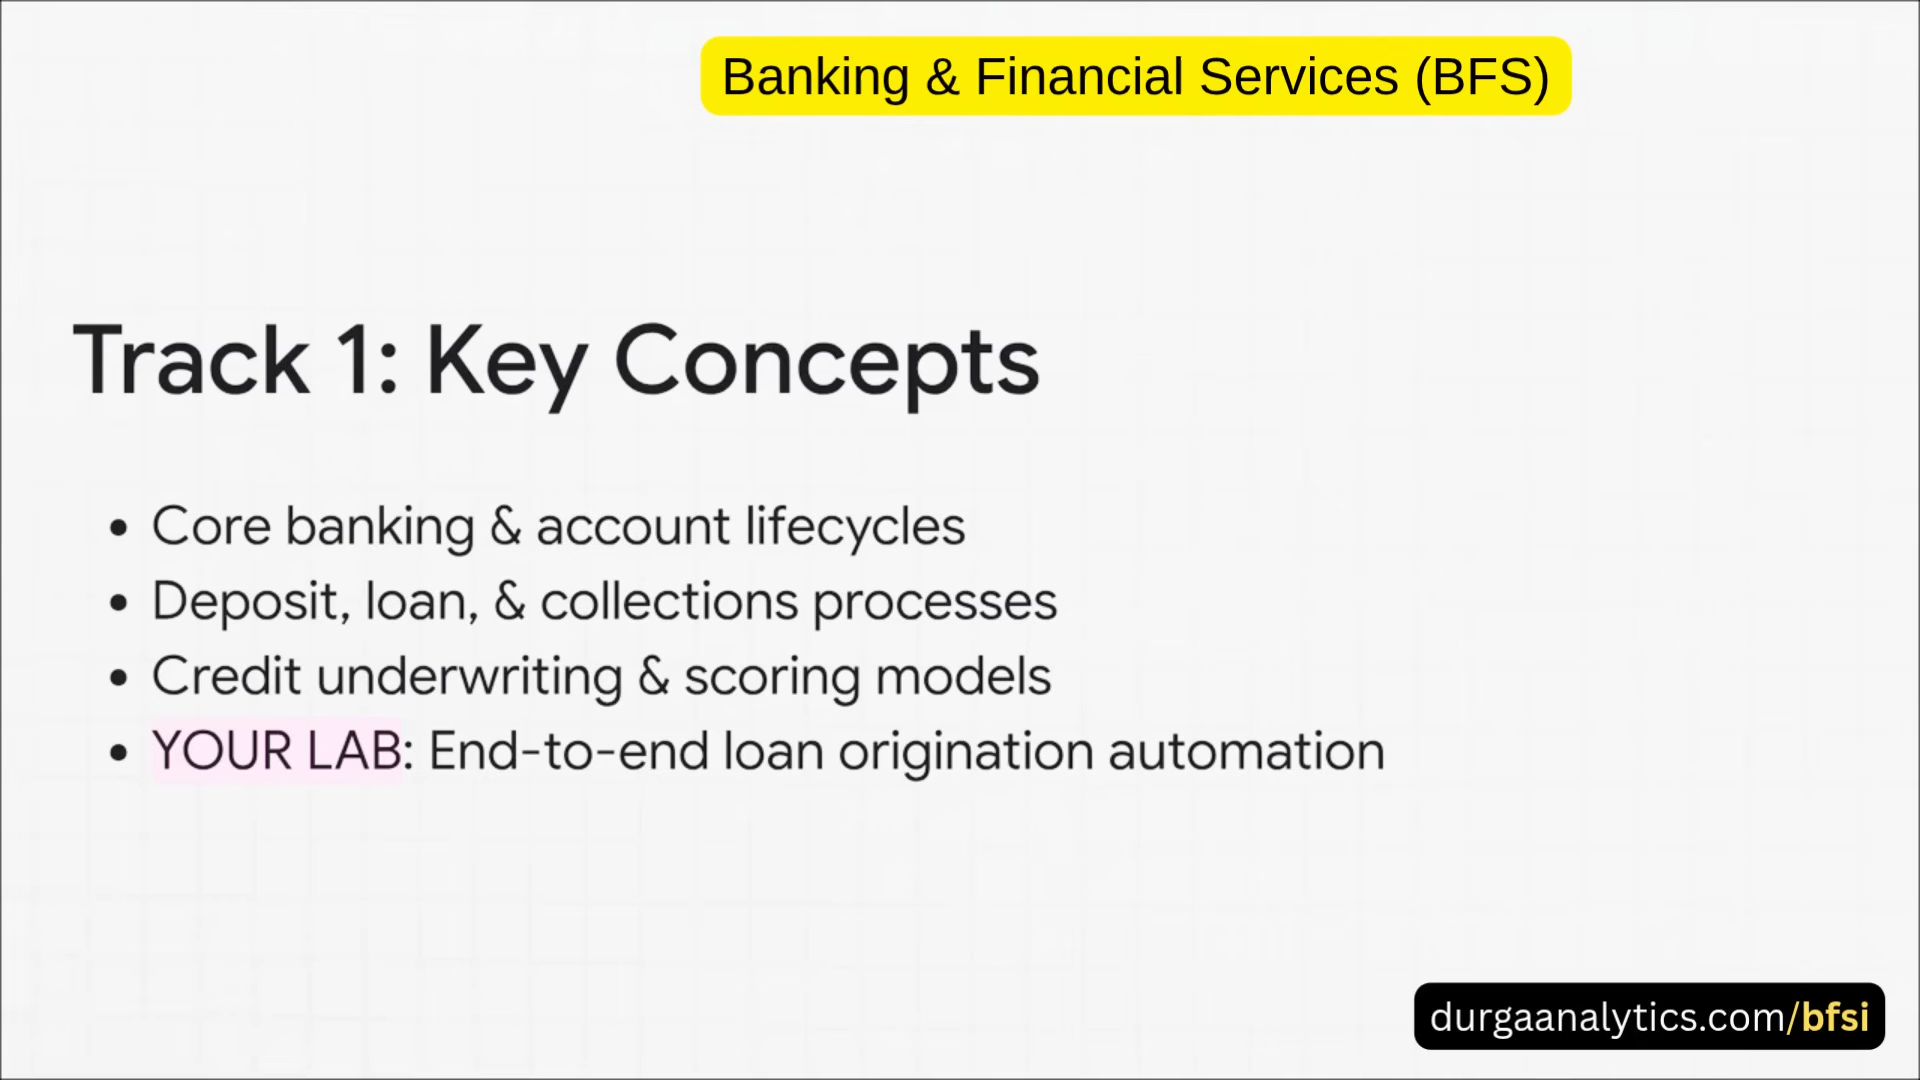 Banking & Financial Services (BFS)
Track 1: Key Concepts
• Core banking & account lifecycles
• Deposit, loan, & collections processes
• Credit underwriting & scoring models
• YOUR LAB: End-to-end loan origination automation
durgaanalytics.com/bfsi